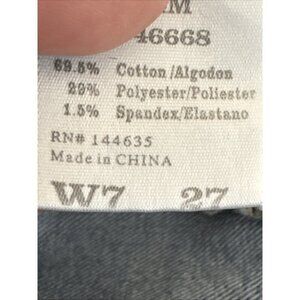 M
46668
69.5% Cotton/Algodon
29% Polyester/Poliester
1.5% Spandex/Elastano
RN# 144635
Made in CHINA
W7 27